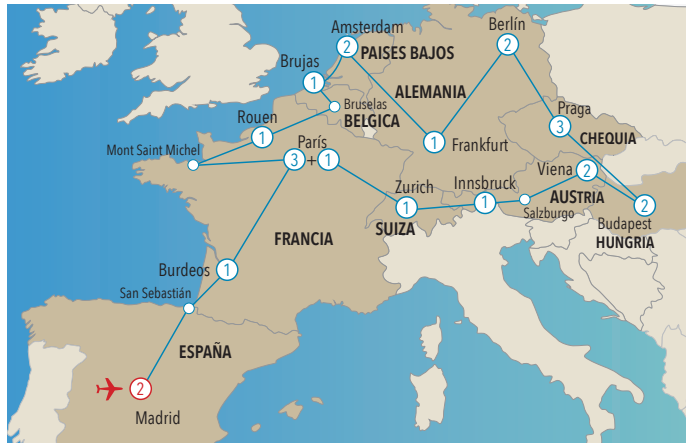 Amsterdam
2
PAISES BAJOS
Berlín
2
Brujas
1
ALEMANIA
Bruselas
BELGICA
Rouen
1
Mont Saint Michel
París
3+1
1
Frankfurt
Praga
3
CHEQUIA
Viena
2
AUSTRIA
Zurich
1
SUIZA
Innsbruck
1
Salzburgo
2
Budapest
HUNGRIA
FRANCIA
Burdeos
1
San Sebastián
ESPAÑA
2
Madrid